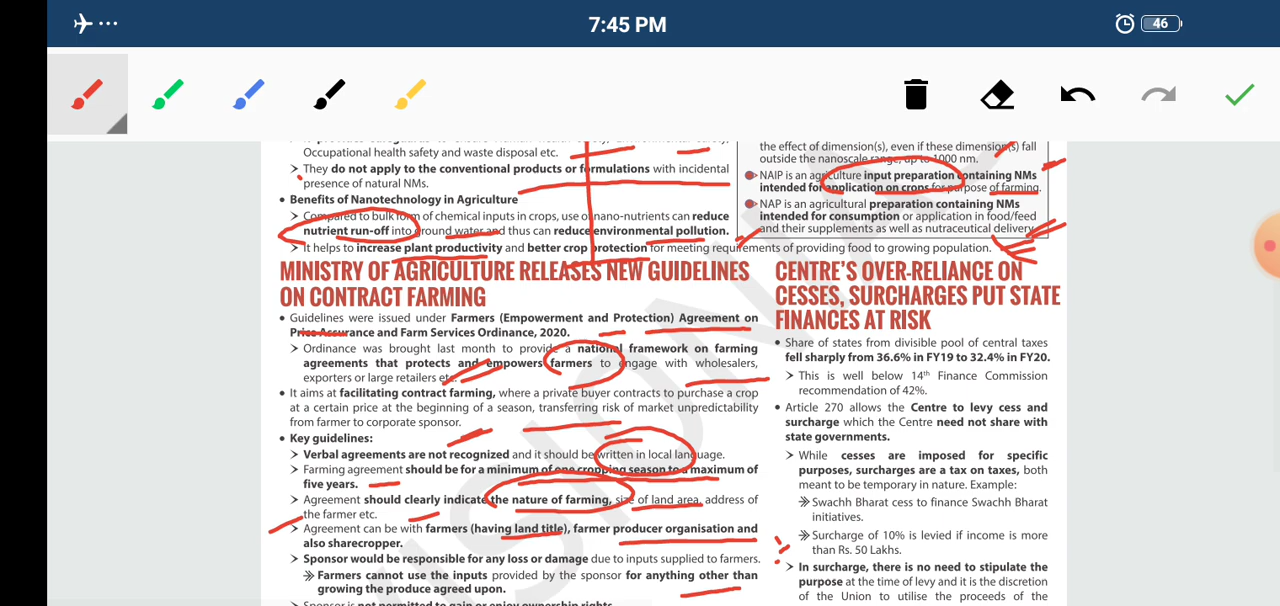 7:45 PM
46
Occupational health safety and waste disposal etc.
They do not apply to the conventional products or formulations with incidental
presence of natural NMs.
• Benefits of Nanotechnology in Agriculture
Compared to bulk form of chemical inputs in crops, use of nano-nutrients can reduce
nutrient run-off into ground water and thus can reduce environmental pollution.
It helps to increase plant productivity and better crop protection for meeting requirements of providing food to growing population.
the effect of dimension(s), even if these dimension(s) fall
outside the nanoscale range, up to 1000 nm.
NAIP is an agriculture input preparation containing NMs
intended for application on crops for purpose of farming.
NAP is an agricultural preparation containing NMs
intended for consumption or application in food/feed
and their supplements as well as nutraceutical delivery.
MINISTRY OF AGRICULTURE RELEASES NEW GUIDELINES
ON CONTRACT FARMING
• Guidelines were issued under Farmers (Empowerment and Protection) Agreement on
Price Assurance and Farm Services Ordinance, 2020.
Ordinance was brought last month to provide a national framework on farming
agreements that protects and empowers farmers to engage with wholesalers,
exporters or large retailers etc.
• It aims at facilitating contract farming, where a private buyer contracts to purchase a crop
at a certain price at the beginning of a season, transferring risk of market unpredictability
from farmer to corporate sponsor.
• Key guidelines:
Verbal agreements are not recognized and it should be written in local language.
Farming agreement should be for a minimum of one cropping season to a maximum of
five years.
Agreement should clearly indicate the nature of farming, size of land area, address of
the farmer etc.
Agreement can be with farmers (having land title), farmer producer organisation and
also sharecropper.
Sponsor would be responsible for any loss or damage due to inputs supplied to farmers.
Farmers cannot use the inputs provided by the sponsor for anything other than
growing the produce agreed upon.
Sponsor is not permitted to gain or enjoy ownership rights
CENTRE'S OVER-RELIANCE ON
CESSES, SURCHARGES PUT STATE
FINANCES AT RISK
• Share of states from divisible pool of central taxes
fell sharply from 36.6% in FY19 to 32.4% in FY20.
This is well below 14th Finance Commission
recommendation of 42%.
• Article 270 allows the Centre to levy cess and
surcharge which the Centre need not share with
state governments.
While cesses are imposed for specific
purposes, surcharges are a tax on taxes, both
meant to be temporary in nature. Example:
Swachh Bharat cess to finance Swachh Bharat
initiatives.
Surcharge of 10% is levied if income is more
than Rs. 50 Lakhs.
In surcharge, there is no need to stipulate the
purpose at the time of levy and it is the discretion
of the Union to utilise the proceeds of the